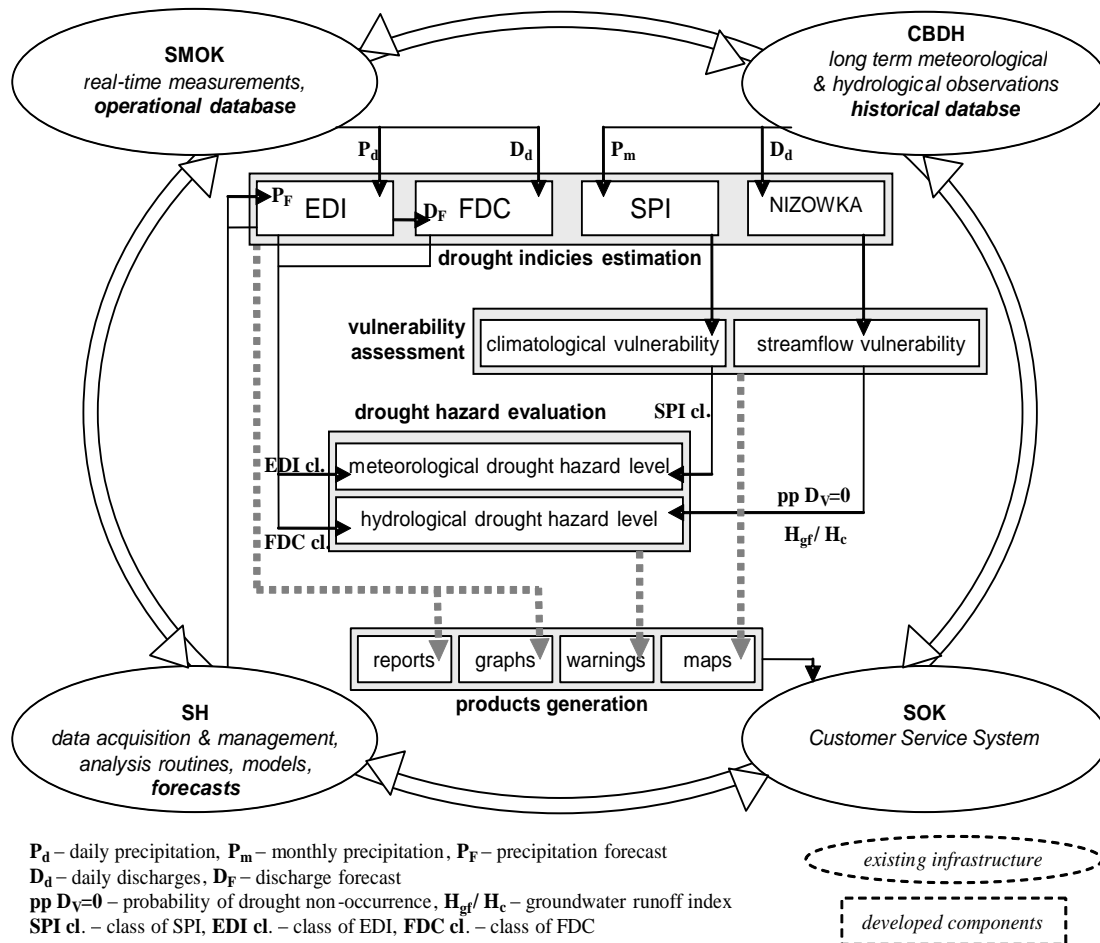 SMOK
real-time measurements,
operational database
CBDH
long term meteorological
& hydrological observations
historical databse
Pd
Dd
Pm
Dd
PF
EDI
DF
FDC
SPI
NIZOWKA
drought indicies estimation
vulnerability
assessment
climatological vulnerability
streamflow vulnerability
drought hazard evaluation
SPI cl.
EDI cl.
meteorological drought hazard level
pp DV=0
hydrological drought hazard level
FDC cl.
Hgf/ Hc
reports
graphs
warnings
maps
products generation
SH
data acquisition & management,
analysis routines, models,
forecasts
SOK
Customer Service System
Pd – daily precipitation, Pm – monthly precipitation, PF – precipitation forecast
Dd – daily discharges, DF – discharge forecast
pp DV=0 – probability of drought non-occurrence, Hgf/ Hc – groundwater runoff index
SPI cl. – class of SPI, EDI cl. – class of EDI, FDC cl. – class of FDC
existing infrastructure
developed components